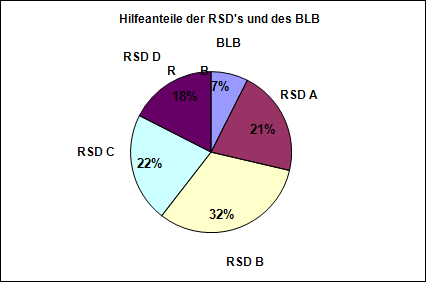 Hilfeanteile der RSD's und des BLB
BLB
RSD D
R B
7%
18%
RSD A
21%
RSD C
22%
32%
RSD B